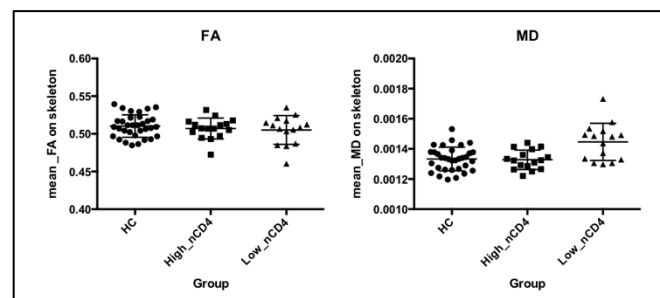 FA
mean_FA on skeleton
0.60
0.55
0.50
0.45
0.40
HC
High_nCD4
Low_nCD4
Group
MD
mean_MD on skeleton
0.0020
0.0018
0.0016
0.0014
0.0012
0.0010
HC
High_nCD4
Low_nCD4
Group